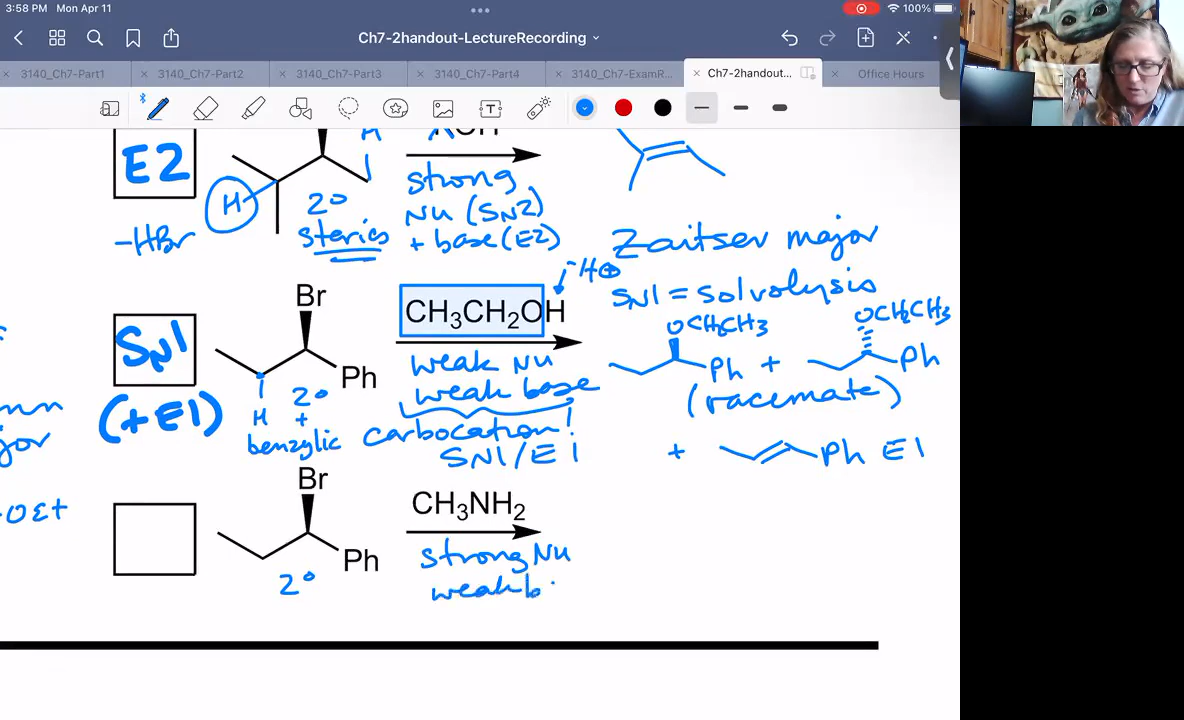 3:58 PM Mon Apr 11
100%
Ch7-2handout-LectureRecording
3140_Ch7-Part1
3140_Ch7-Part2
3140_Ch7-Part3
3140_Ch7-Part4
3140_Ch7-ExamR...
Ch7-2handout...
Office Hours
E2
-HBr
H
2°
sterics
strong
Nu (SN2)
+ base (E2)
Zaitsev major
SN1
(+E1)
Br
Ph
H
2°
+
benzylic
CH3CH2OH
-H⊕
weak Nu
weak base
carbocation!
SN1/E1
SN1 = solvolysis
OCH2CH3
OCH2CH3
Ph + Ph
(racemate)
+ Ph E1
Br
Ph
2°
CH3NH2
strong Nu
weak b
-OEt